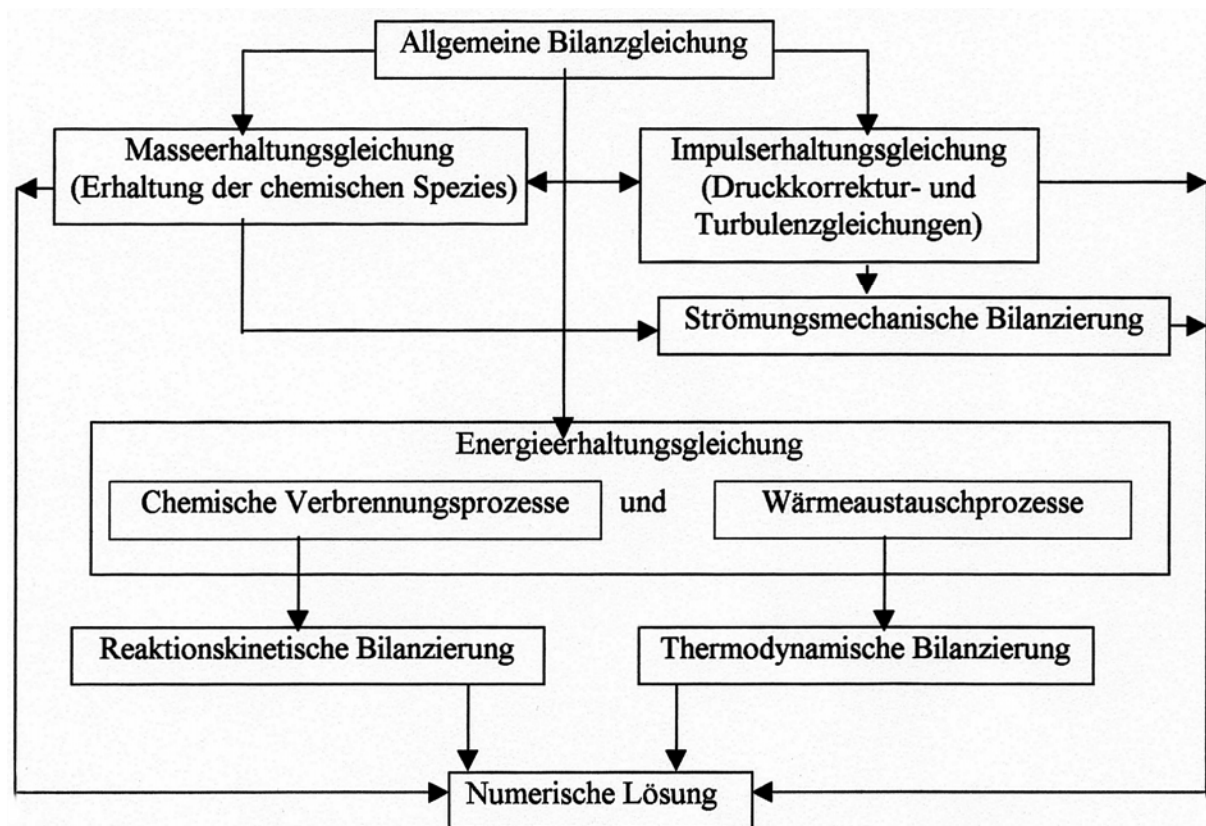 Allgemeine Bilanzgleichung
Masseerhaltungsgleichung
(Erhaltung der chemischen Spezies)
Impulserhaltungsgleichung
(Druckkorrektur- und
Turbulenzgleichungen)
Strömungsmechanische Bilanzierung
Energieerhaltungsgleichung
Chemische Verbrennungsprozesse
und
Wärmeaustauschprozesse
Reaktionskinetische Bilanzierung
Thermodynamische Bilanzierung
Numerische Lösung